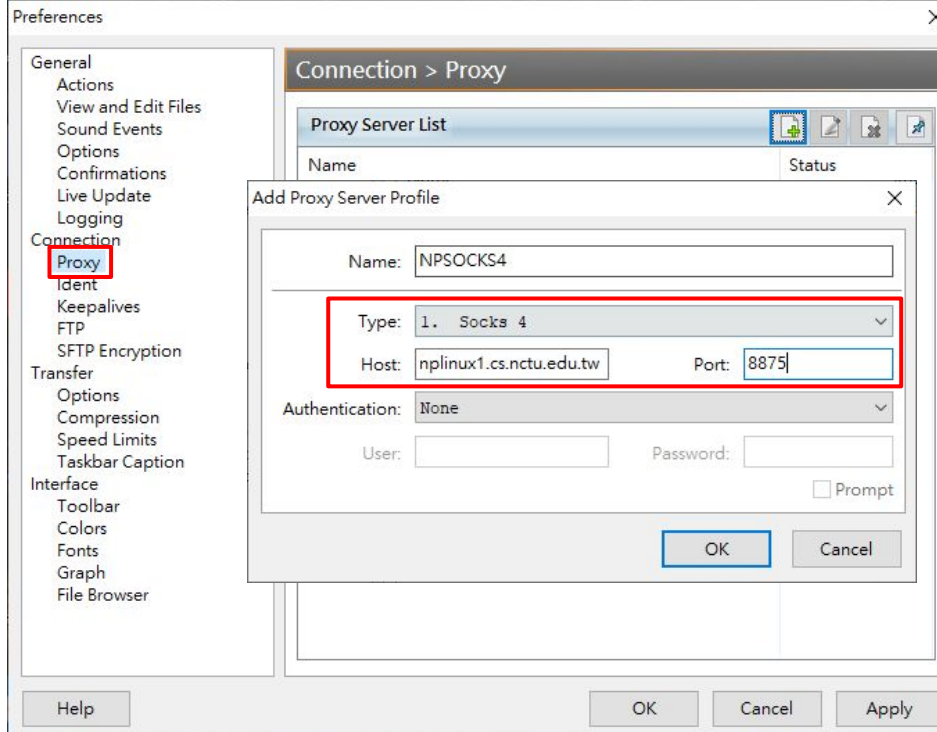 Preferences
General
Actions
View and Edit Files
Sound Events
Options
Confirmations
Live Update
Logging
Connection
Proxy
Ident
Keepalives
FTP
SFTP Encryption
Transfer
Options
Compression
Speed Limits
Taskbar Caption
Interface
Toolbar
Colors
Fonts
Graph
File Browser
Connection > Proxy
Proxy Server List
Name Status
Add Proxy Server Profile
Name: NPSOCKS4
Type: 1. Socks 4
Host: nplinux1.cs.nctu.edu.tw Port: 8875
Authentication: None
User: Password:
Prompt
OK Cancel
Help OK Cancel Apply